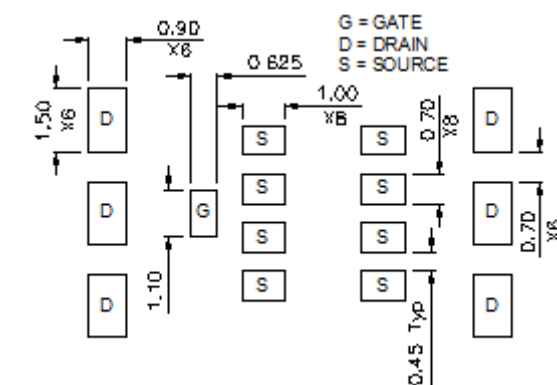 G = GATE
D = DRAIN
S = SOURCE
0.90
X6
0.625
1.00
X8
1.50
X6
0.70
X8
D
D
S
S
D
S
S
D
G
S
S
0.70
X6
1.10
D
S
S
D
0.45 Typ